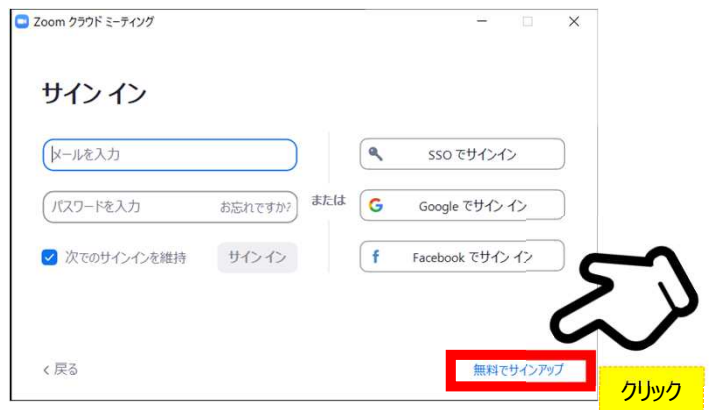 Zoom クラウド ミーティング
サイン イン
メールを入力
パスワードを入力 お忘れですか?
次でのサインインを維持 サイン イン
または
SSO でサインイン
Google でサイン イン
Facebook でサイン イン
< 戻る
無料でサインアップ
クリック